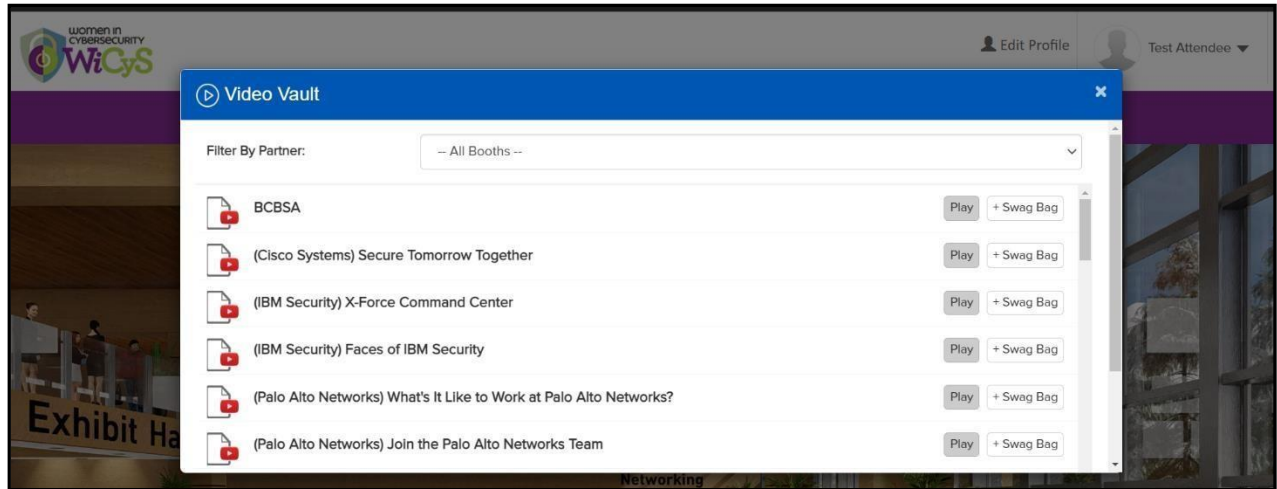 women in
CYBERSECURITY
WiCyS
Edit Profile
Test Attendee
Video Vault
×
Filter By Partner:
-- All Booths --
BCBSA
Play
+ Swag Bag
(Cisco Systems) Secure Tomorrow Together
Play
+ Swag Bag
(IBM Security) X-Force Command Center
Play
+ Swag Bag
(IBM Security) Faces of IBM Security
Play
+ Swag Bag
(Palo Alto Networks) What's It Like to Work at Palo Alto Networks?
Play
+ Swag Bag
(Palo Alto Networks) Join the Palo Alto Networks Team
Play
+ Swag Bag
Exhibit Ha
Networking